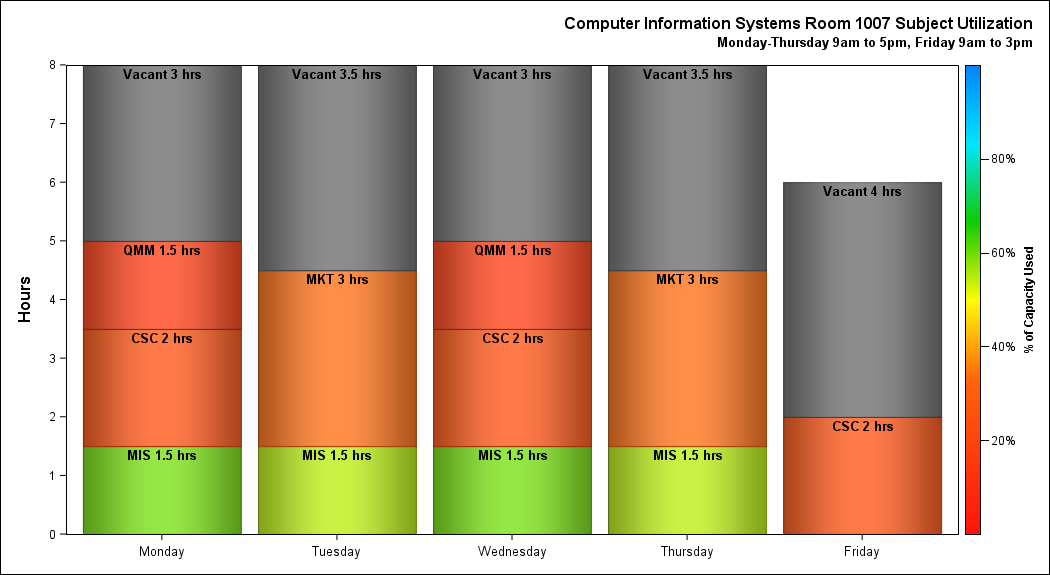 Computer Information Systems Room 1007 Subject Utilization
Monday-Thursday 9am to 5pm, Friday 9am to 3pm
Hours
8
7
6
5
4
3
2
1
0
Vacant 3 hrs
QMM 1.5 hrs
CSC 2 hrs
MIS 1.5 hrs
Vacant 3.5 hrs
MKT 3 hrs
MIS 1.5 hrs
Vacant 3 hrs
QMM 1.5 hrs
CSC 2 hrs
MIS 1.5 hrs
Vacant 3.5 hrs
MKT 3 hrs
MIS 1.5 hrs
Vacant 4 hrs
CSC 2 hrs
Monday
Tuesday
Wednesday
Thursday
Friday
80%
60%
40%
20%
% of Capacity Used